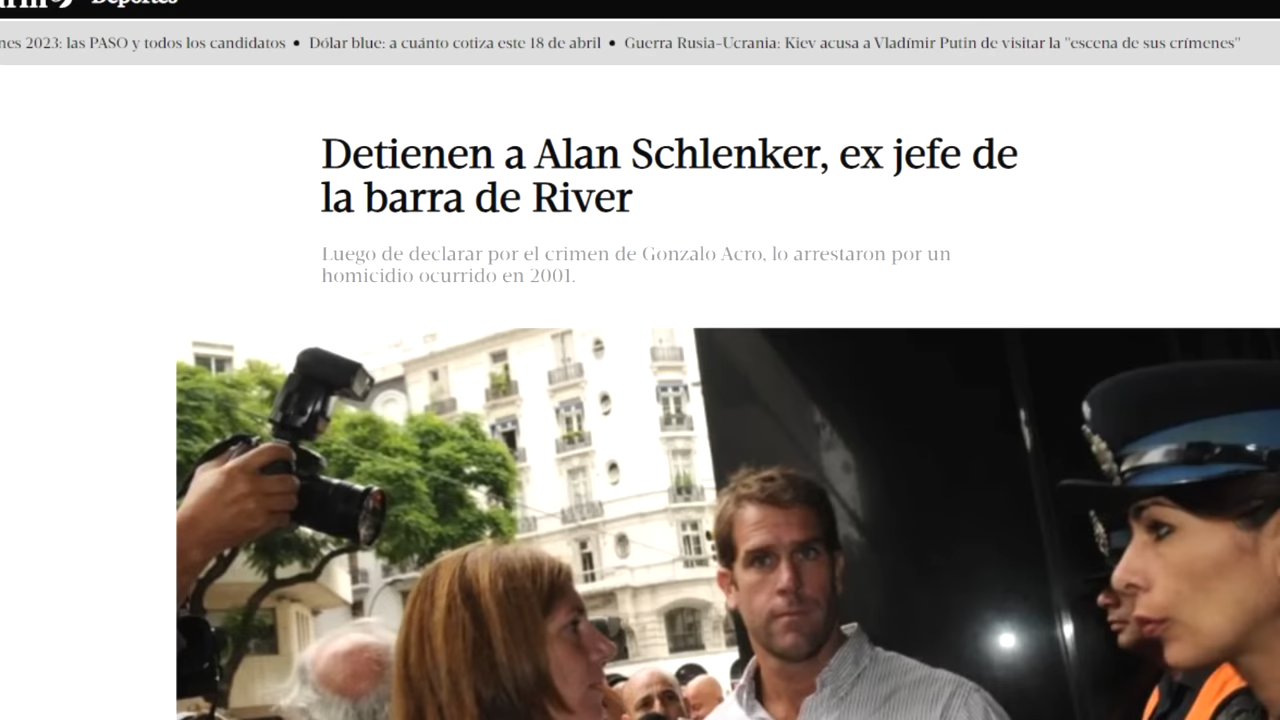 Deportes
nes 2023: las PASO y todos los candidatos • Dólar blue: a cuánto cotiza este 18 de abril • Guerra Rusia-Ucrania: Kiev acusa a Vladímir Putin de visitar la "escena de sus crímenes"
Detienen a Alan Schlenker, ex jefe de
la barra de River
Luego de declarar por el crimen de Gonzalo Acro, lo arrestaron por un
homicidio ocurrido en 2001.